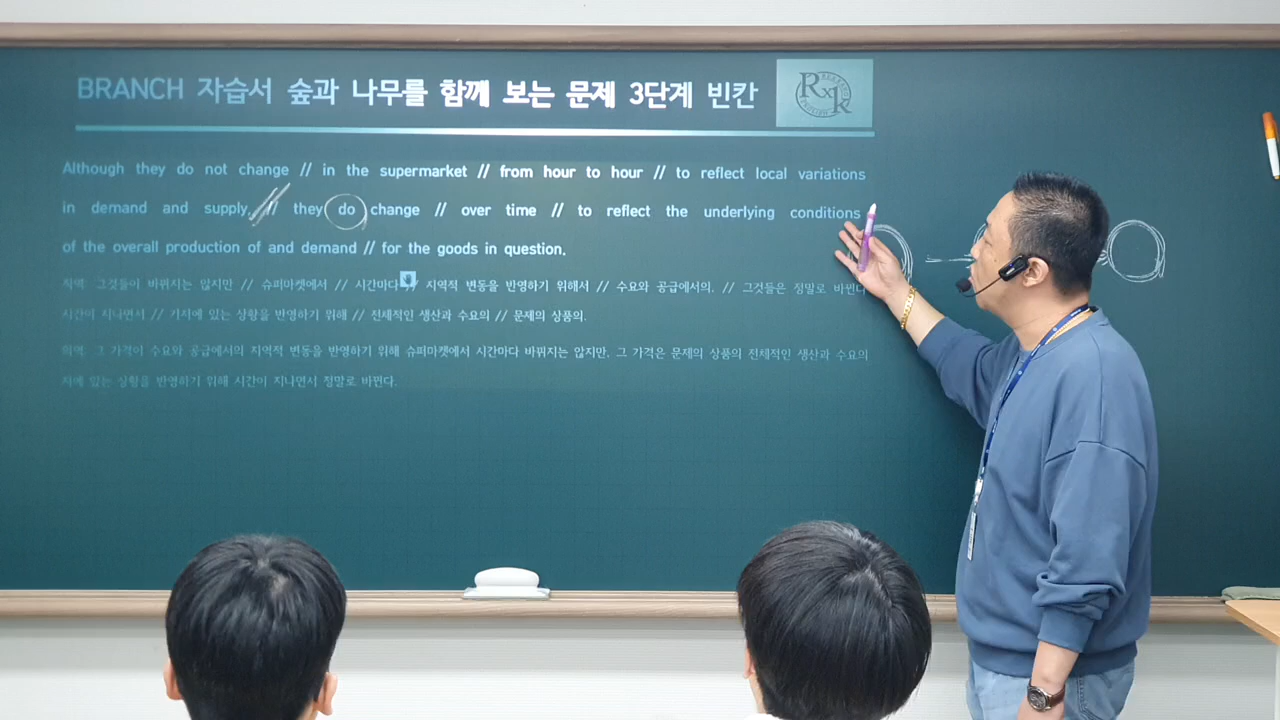 BRANCH 자습서 숲과 나무를 함께 보는 문제 3단계 빈칸
RxK
Although they do not change // in the supermarket // from hour to hour // to reflect local variations
in demand and supply, // they do change // over time // to reflect the underlying conditions
of the overall production of and demand // for the goods in question.
직역: 그것들이 바뀌지는 않지만 // 슈퍼마켓에서 // 시간마다 // 지역적 변동을 반영하기 위해서 // 수요와 공급에서의, // 그것들은 정말로 바뀐다
시간이 지나면서 // 기저에 있는 상황을 반영하기 위해 // 전체적인 생산과 수요의 // 문제의 상품의.
의역: 그 가격이 수요와 공급에서의 지역적 변동을 반영하기 위해 슈퍼마켓에서 시간마다 바뀌지는 않지만, 그 가격은 문제의 상품의 전체적인 생산과 수요의
저에 있는 상황을 반영하기 위해 시간이 지나면서 정말로 바뀐다.